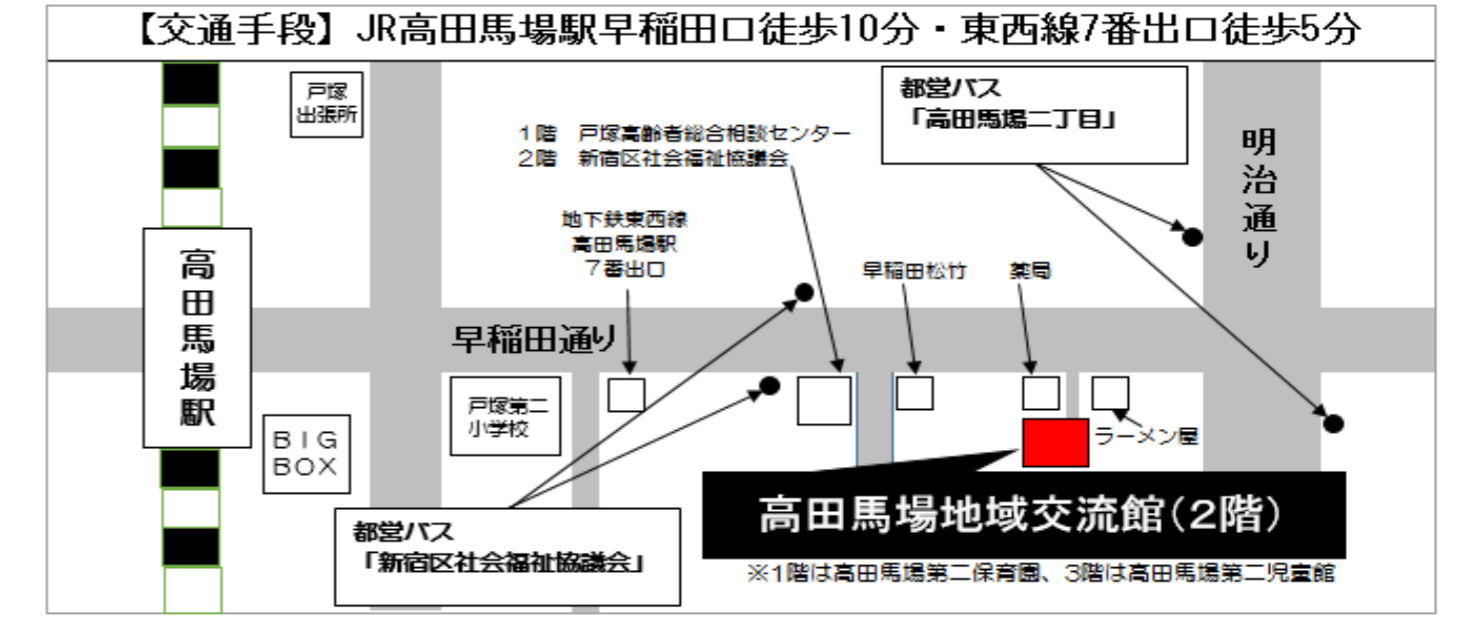 【交通手段】JR高田馬場駅早稲田口徒歩10分・東西線7番出口徒歩5分
戸塚
出張所
都営バス
「高田馬場二丁目」
明治通り
1階 戸塚高齢者総合相談センター
2階 新宿区社会福祉協議会
地下鉄東西線
高田馬場駅
7番出口
高田馬場駅
早稲田松竹
薬局
早稲田通り
戸塚第二
小学校
BIG
BOX
ラーメン屋
高田馬場地域交流館(2階)
都営バス
「新宿区社会福祉協議会」
※1階は高田馬場第二保育園、3階は高田馬場第二児童館